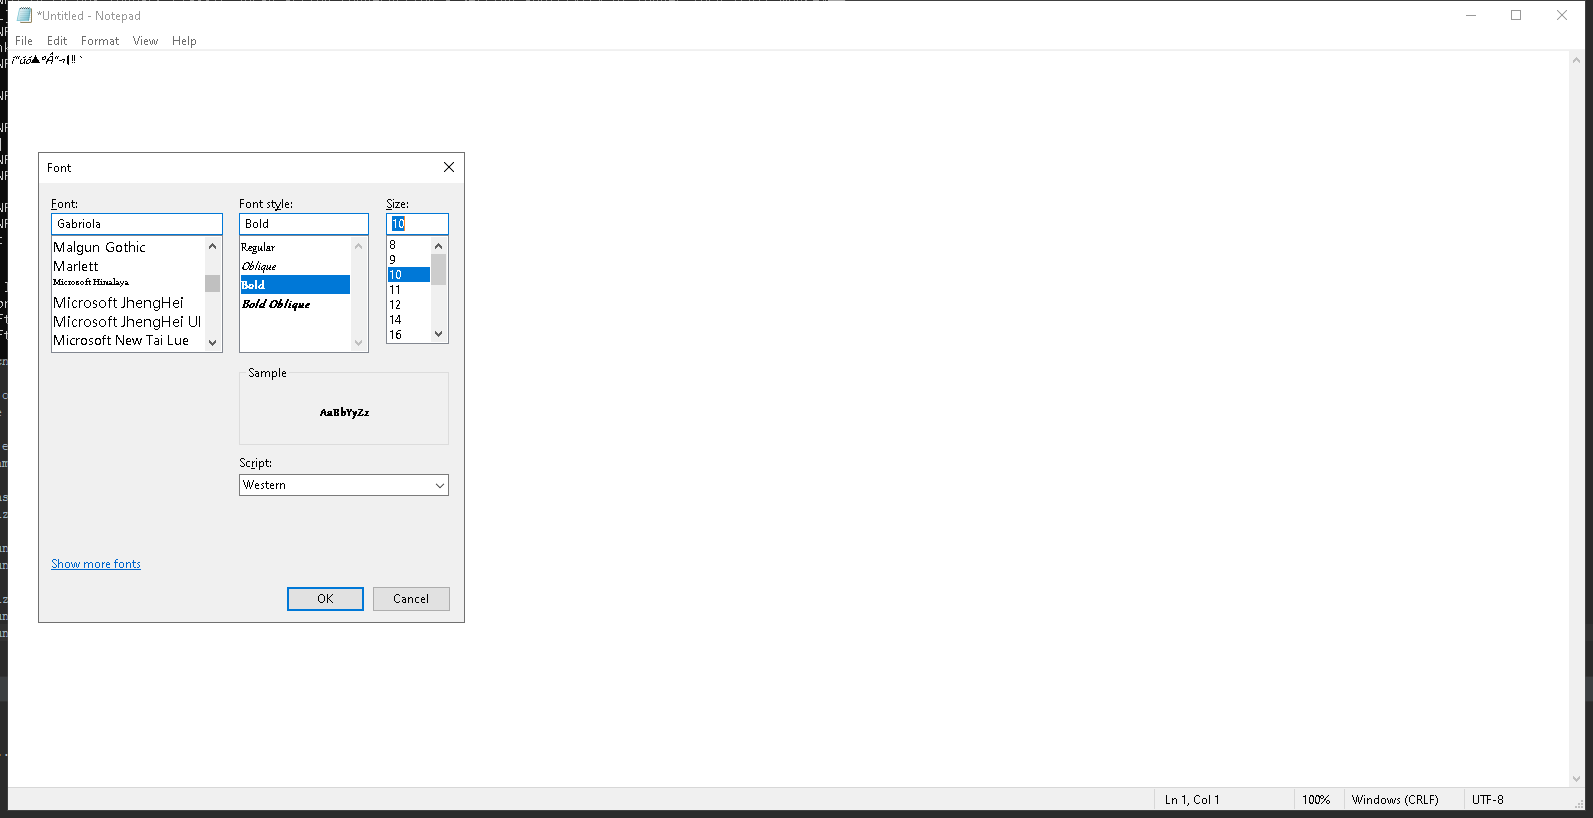 *Untitled - Notepad
File Edit Format View Help
Font
Font: Font style: Size:
Gabriola Bold 10
Malgun Gothic
Marlett
Microsoft Himalaya
Microsoft JhengHei
Microsoft JhengHei UI
Microsoft New Tai Lue
Regular
Oblique
Bold
Bold Oblique
8
9
10
11
12
14
16
Sample
AaBbYyZz
Script:
Western
Show more fonts
OK Cancel
Ln 1, Col 1 100% Windows (CRLF) UTF-8